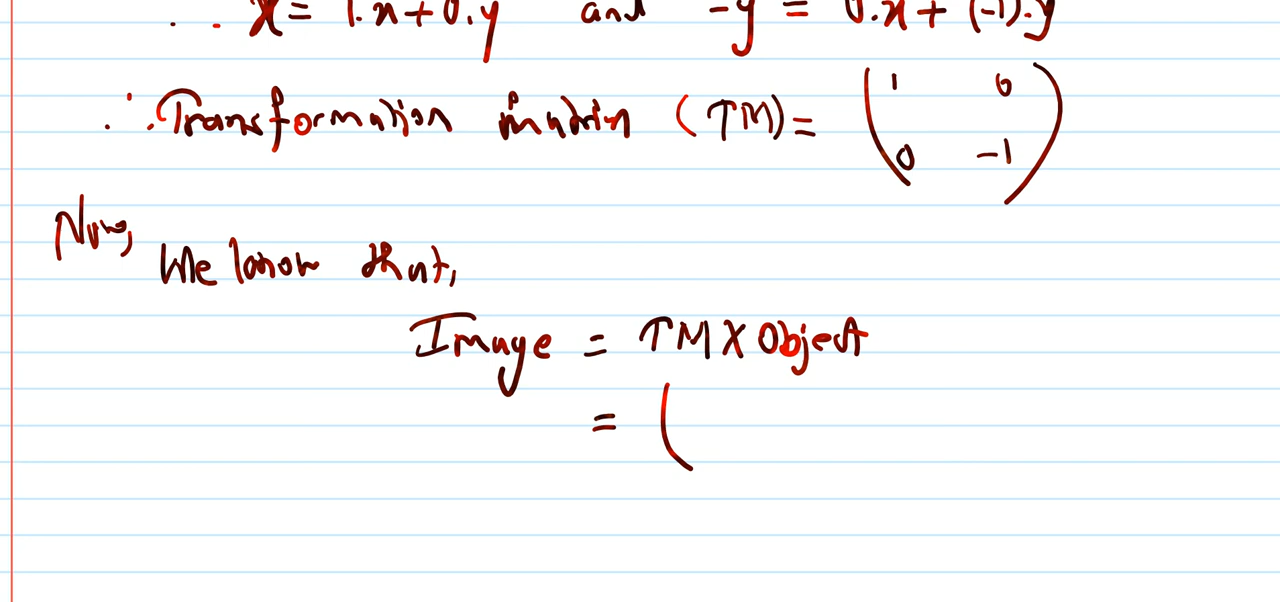 ∴ x = 1.x + 0.y and -y = 0.x + (-1).y
∴ Transformation matrix (TM) = ( 1 0
0 -1 )
Now,
We know that,
Image = TM X Object
= (